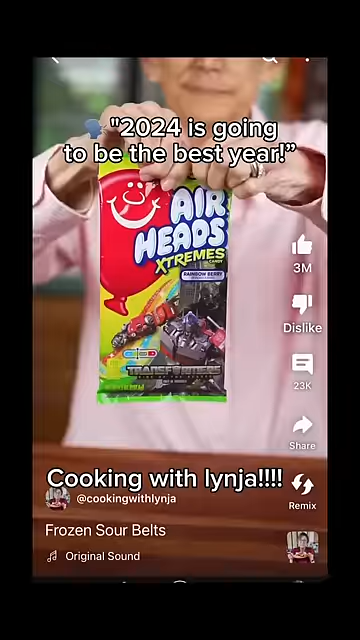 "2024 is going
to be the best year!”
AIR
HEADS
XTREMES
CANDY
RAINBOW BERRY
TRANSFORMERS
3M
Dislike
23K
Share
Cooking with lynja!!!!
@cookingwithlynja
Remix
Frozen Sour Belts
Original Sound